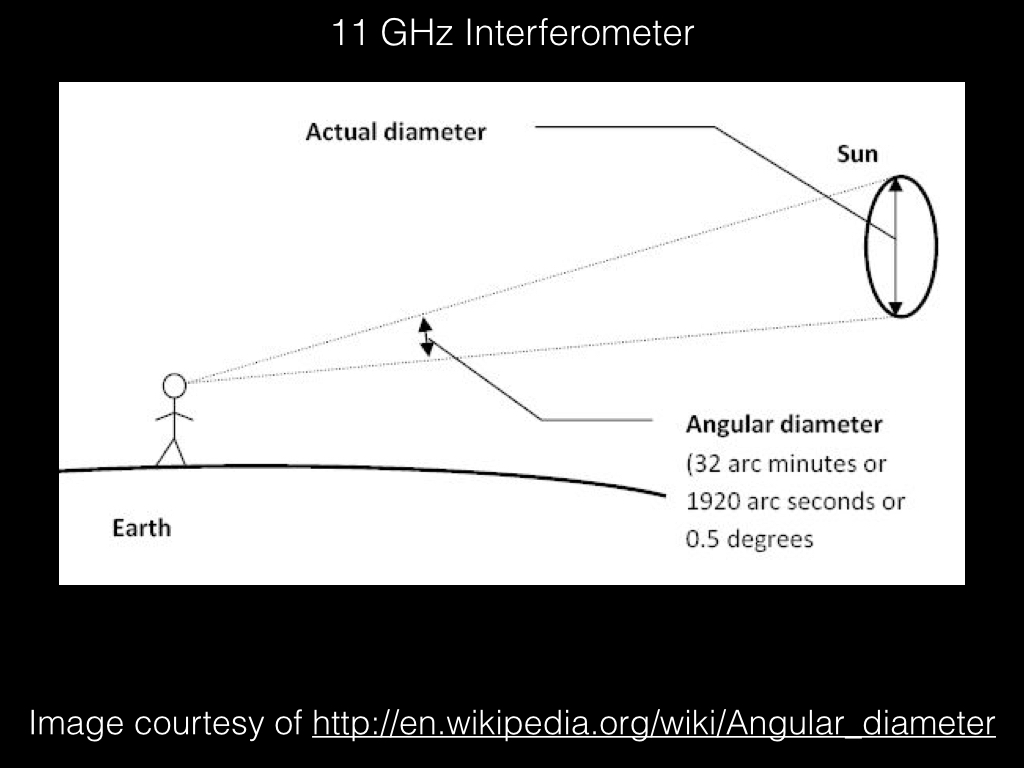 11 GHz Interferometer
Actual diameter
Sun
Angular diameter
(32 arc minutes or
1920 arc seconds or
0.5 degrees
Earth
Image courtesy of http://en.wikipedia.org/wiki/Angular_diameter